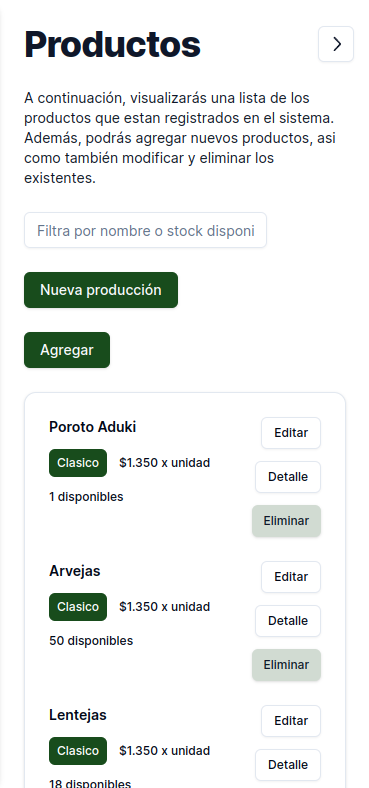 Productos
A continuación, visualizarás una lista de los
productos que estan registrados en el sistema.
Además, podrás agregar nuevos productos, asi
como también modificar y eliminar los
existentes.
Filtra por nombre o stock disponi
Nueva producción
Agregar
Poroto Aduki
Editar
Clasico $1.350 x unidad
Detalle
1 disponibles
Eliminar
Arvejas
Editar
Clasico $1.350 x unidad
Detalle
50 disponibles
Eliminar
Lentejas
Editar
Clasico $1.350 x unidad
Detalle
18 disponibles